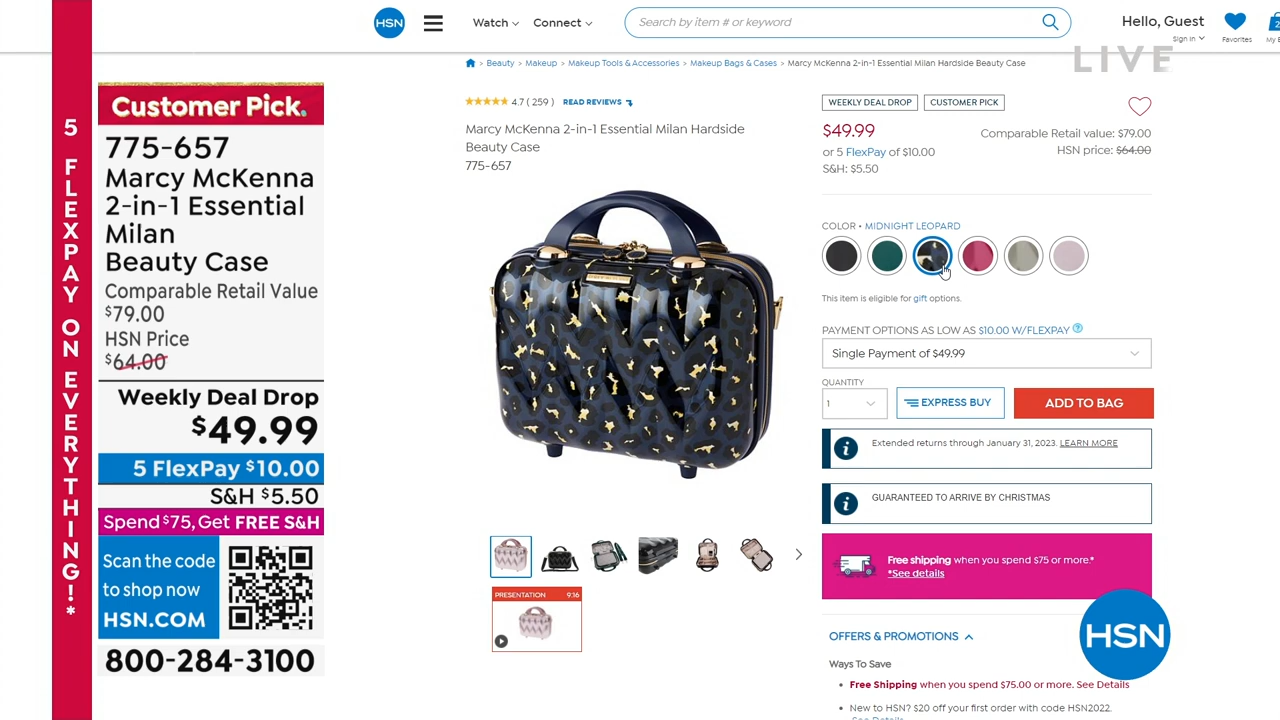 5 FLEXPAY ON EVERYTHING!*
Customer Pick.
775-657
Marcy McKenna
2-in-1 Essential
Milan
Beauty Case
Comparable Retail Value
$79.00
HSN Price
$64.00
Weekly Deal Drop
$49.99
5 FlexPay $10.00
S&H $5.50
Spend $75, Get FREE S&H
Scan the code
to shop now
HSN.COM
800-284-3100
HSN
Watch
Connect
Search by item # or keyword
Hello, Guest
Sign In
Favorites
2
My
LIVE
> Beauty > Makeup > Makeup Tools & Accessories > Makeup Bags & Cases > Marcy McKenna 2-in-1 Essential Milan Hardside Beauty Case
4.7 ( 259 ) READ REVIEWS
Marcy McKenna 2-in-1 Essential Milan Hardside
Beauty Case
775-657
PRESENTATION 9:16
WEEKLY DEAL DROP
CUSTOMER PICK
$49.99
or 5 FlexPay of $10.00
S&H: $5.50
Comparable Retail value: $79.00
HSN price: $64.00
COLOR • MIDNIGHT LEOPARD
This item is eligible for gift options.
PAYMENT OPTIONS AS LOW AS $10.00 W/FLEXPAY ?
Single Payment of $49.99
QUANTITY
1
EXPRESS BUY
ADD TO BAG
Extended returns through January 31, 2023. LEARN MORE
GUARANTEED TO ARRIVE BY CHRISTMAS
Free shipping when you spend $75 or more.*
*See details
OFFERS & PROMOTIONS
Ways To Save
• Free Shipping when you spend $75.00 or more. See Details
• New to HSN? $20 off your first order with code HSN2022.
See Details
HSN